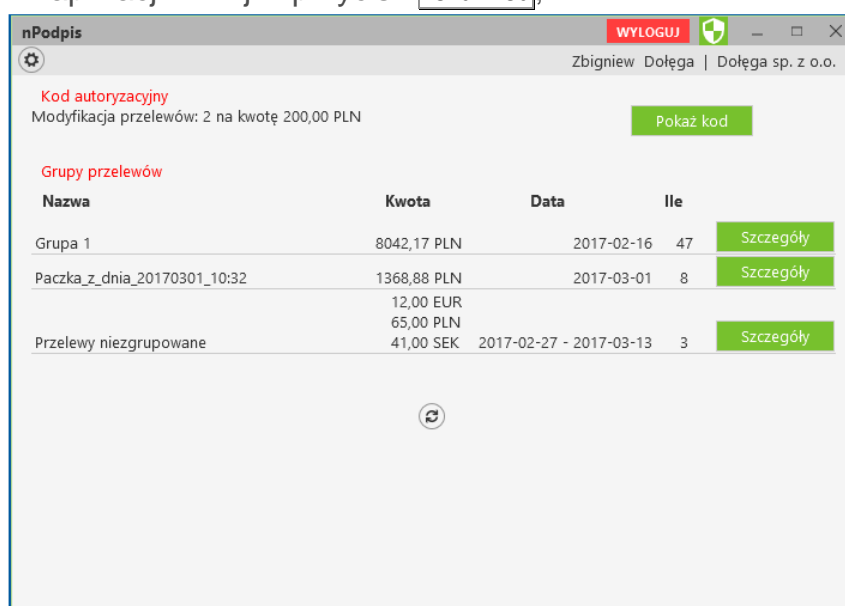 nPodpis WYLOGUJ
Zbigniew Dołęga | Dołęga sp. z o.o.
Kod autoryzacyjny
Modyfikacja przelewów: 2 na kwotę 200,00 PLN
Pokaż kod
Grupy przelewów
Nazwa Kwota Data Ile
Grupa 1 8042,17 PLN 2017-02-16 47 Szczegóły
Paczka_z_dnia_20170301_10:32 1368,88 PLN 2017-03-01 8 Szczegóły
12,00 EUR
65,00 PLN
Przelewy niezgrupowane 41,00 SEK 2017-02-27 - 2017-03-13 3 Szczegóły